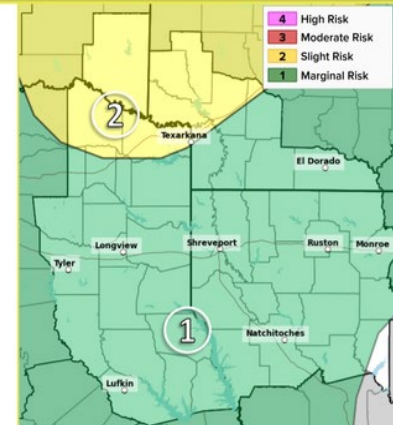 4 High Risk
3 Moderate Risk
2 Slight Risk
1 Marginal Risk
2
Texarkana
El Dorado
Longview
Shreveport
Ruston
Monroe
Tyler
1
Natchitoches
Lufkin